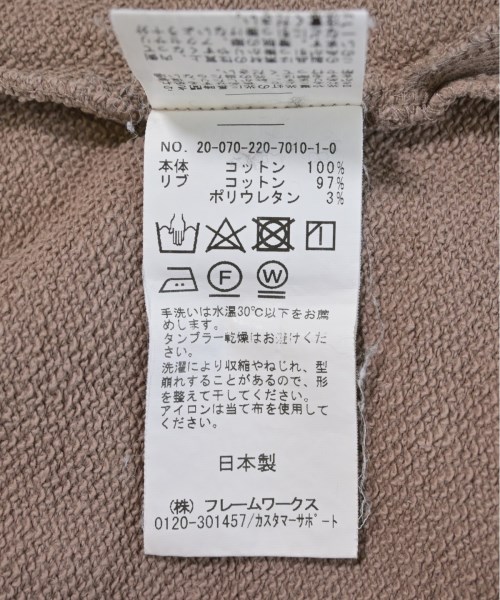 NO. 20-070-220-7010-1-0
本体 コットン 100%
リブ コットン 97%
ポリウレタン 3%
1
F W
手洗いは水温30℃以下をお薦
めします。
タンブラー乾燥はお避けくださ
い。
洗濯により収縮やねじれ、型
崩れすることがあるので、形
を整えて干してください。
アイロンは当て布を使用して
ください。
日本製
(株) フレームワークス
0120-301457/カスタマーサポート